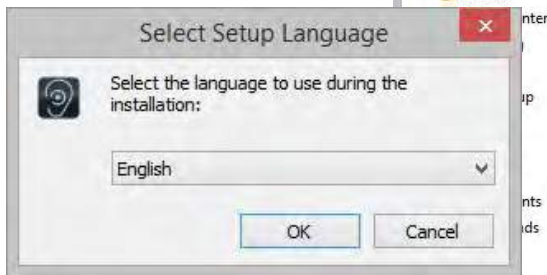 Select Setup Language
Select the language to use during the
installation:
English
OK
Cancel